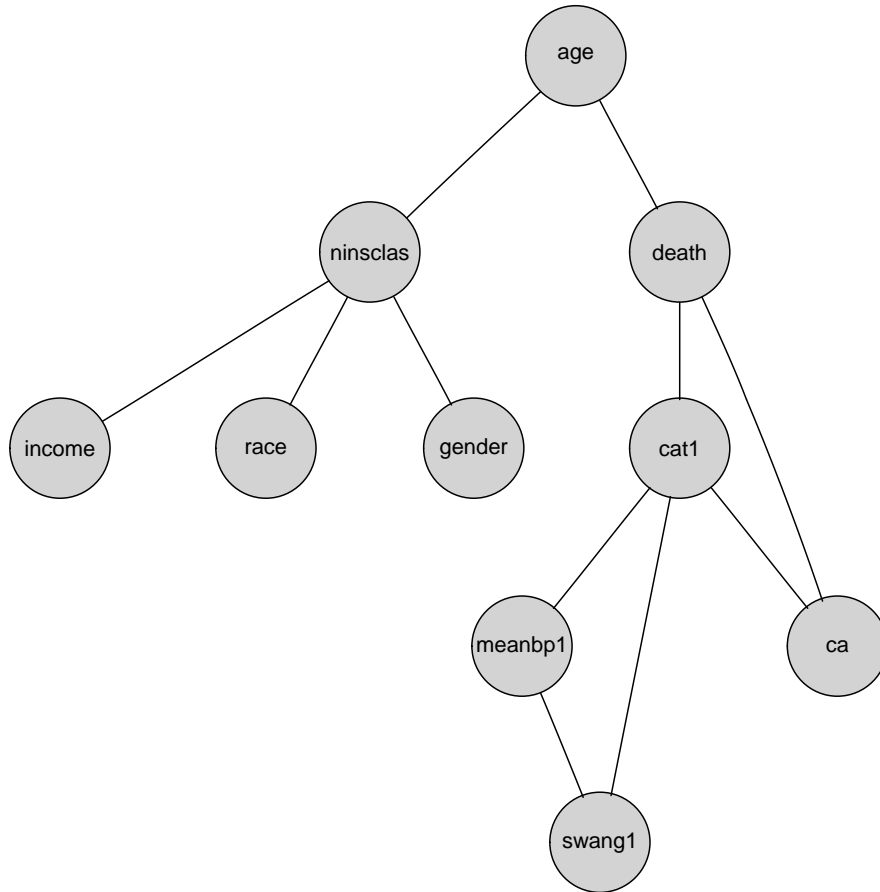 age
ninsclas
death
income
race
gender
cat1
meanbp1
ca
swang1